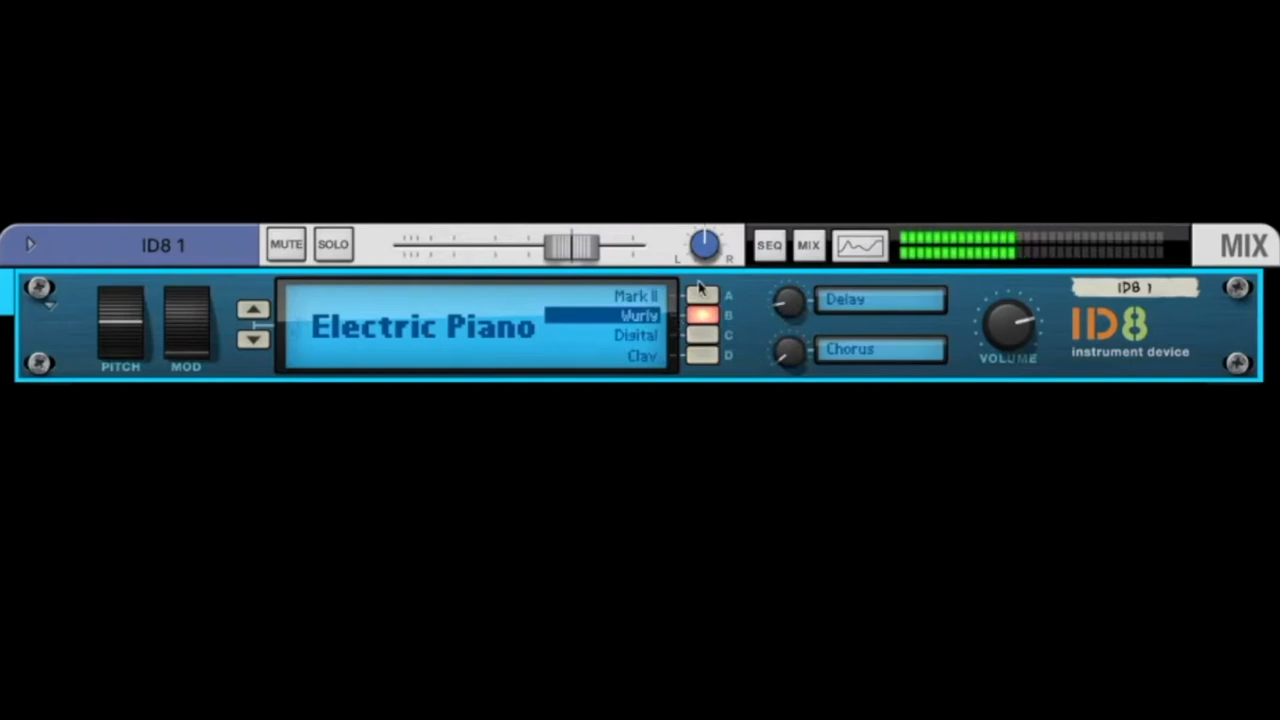 ID8 1
MUTE
SOLO
L
R
SEQ
MIX
MIX
PITCH
MOD
Electric Piano
Mark II
Wurly
Digital
Clav
A
B
C
D
Delay
Chorus
VOLUME
ID8 1
ID8
instrument device